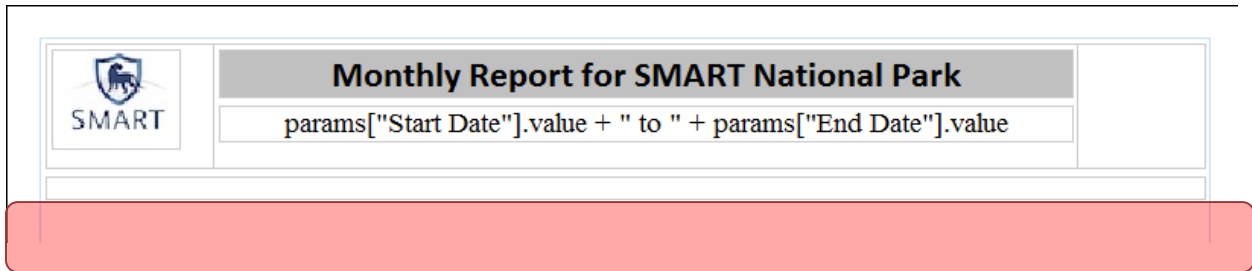 Monthly Report for SMART National Park
SMART
params["Start Date"].value + " to " + params["End Date"].value